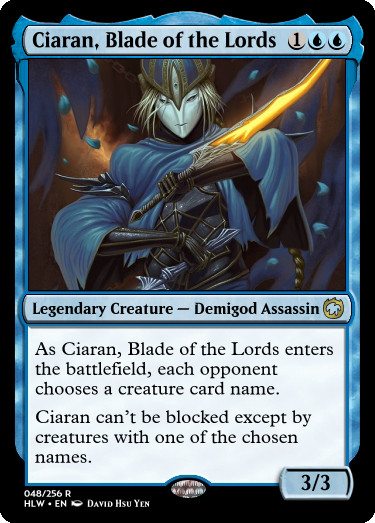 Ciaran, Blade of the Lords 1
Legendary Creature — Demigod Assassin
As Ciaran, Blade of the Lords enters
the battlefield, each opponent
chooses a creature card name.
Ciaran can't be blocked except by
creatures with one of the chosen
names.
3/3
048/256 R
HLW • EN DAVID HSU YEN